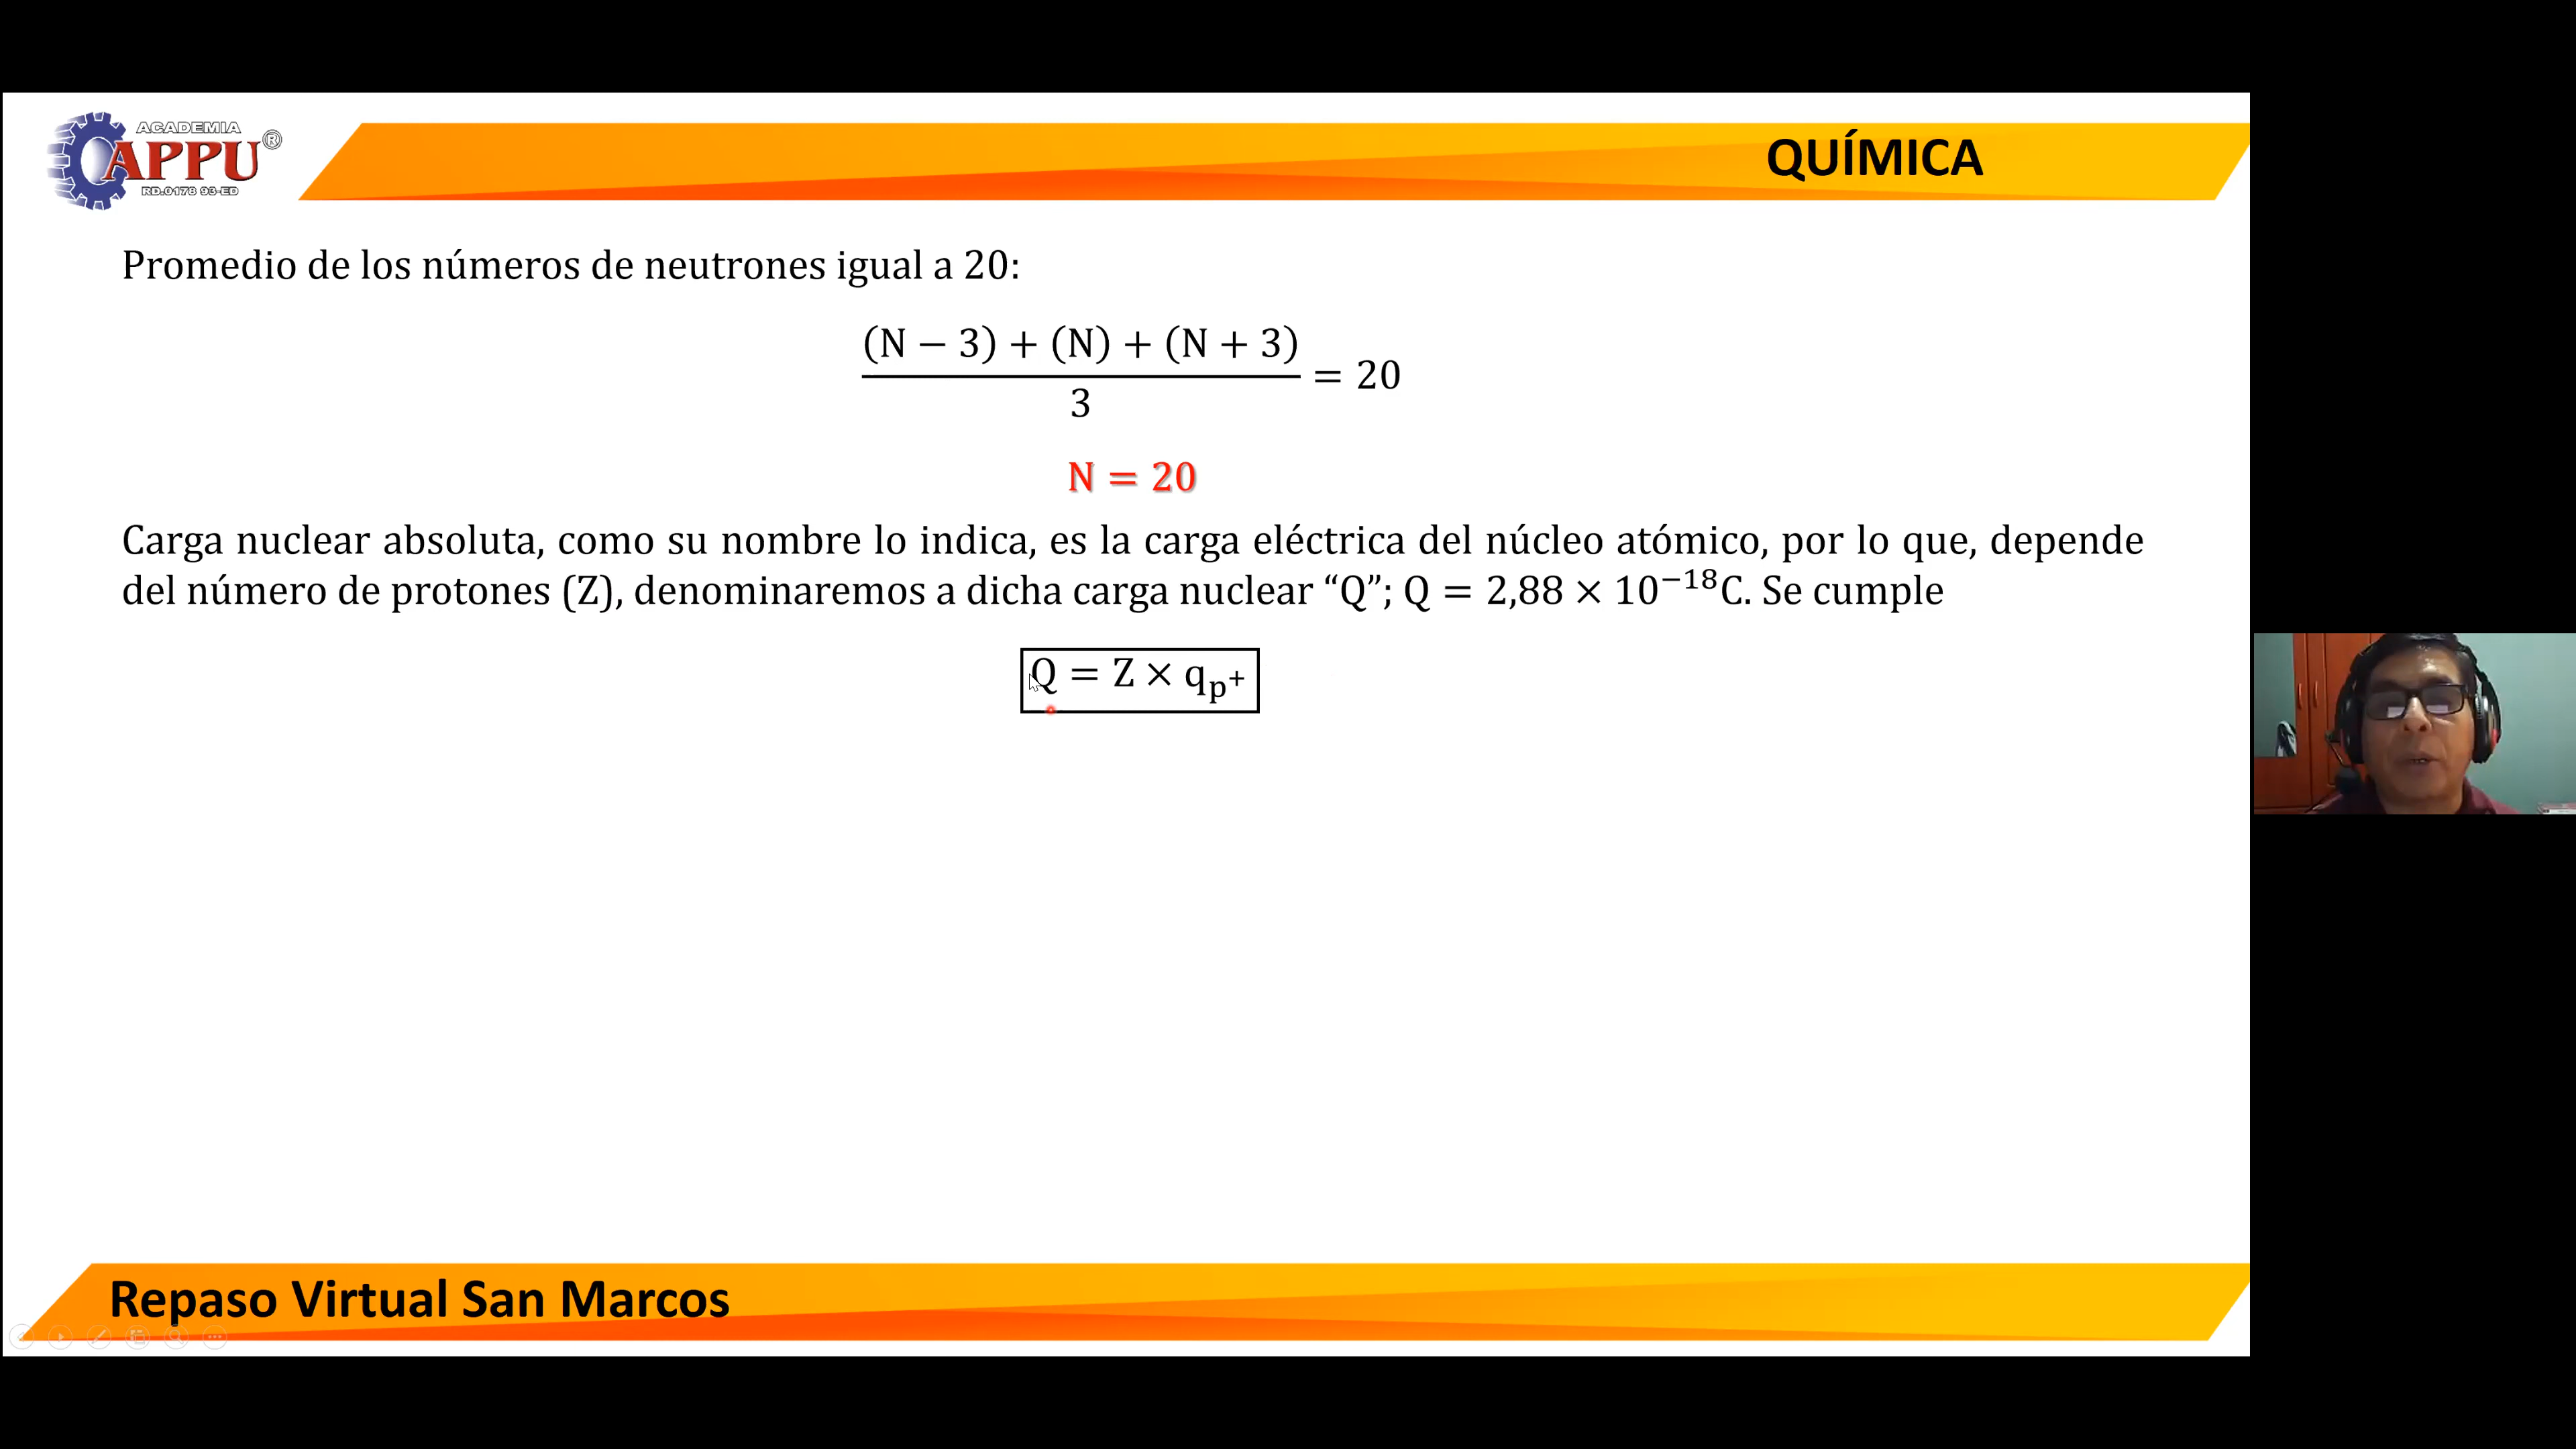 ACADEMIA
APPU®
RD.0178 93-ED
QUÍMICA
Promedio de los números de neutrones igual a 20:
(N − 3) + (N) + (N + 3)
3
= 20
N = 20
Carga nuclear absoluta, como su nombre lo indica, es la carga eléctrica del núcleo atómico, por lo que, depende
del número de protones (Z), denominaremos a dicha carga nuclear “Q”; Q = 2,88 × 10⁻¹⁸C. Se cumple
Q = Z × qₚ+
Repaso Virtual San Marcos